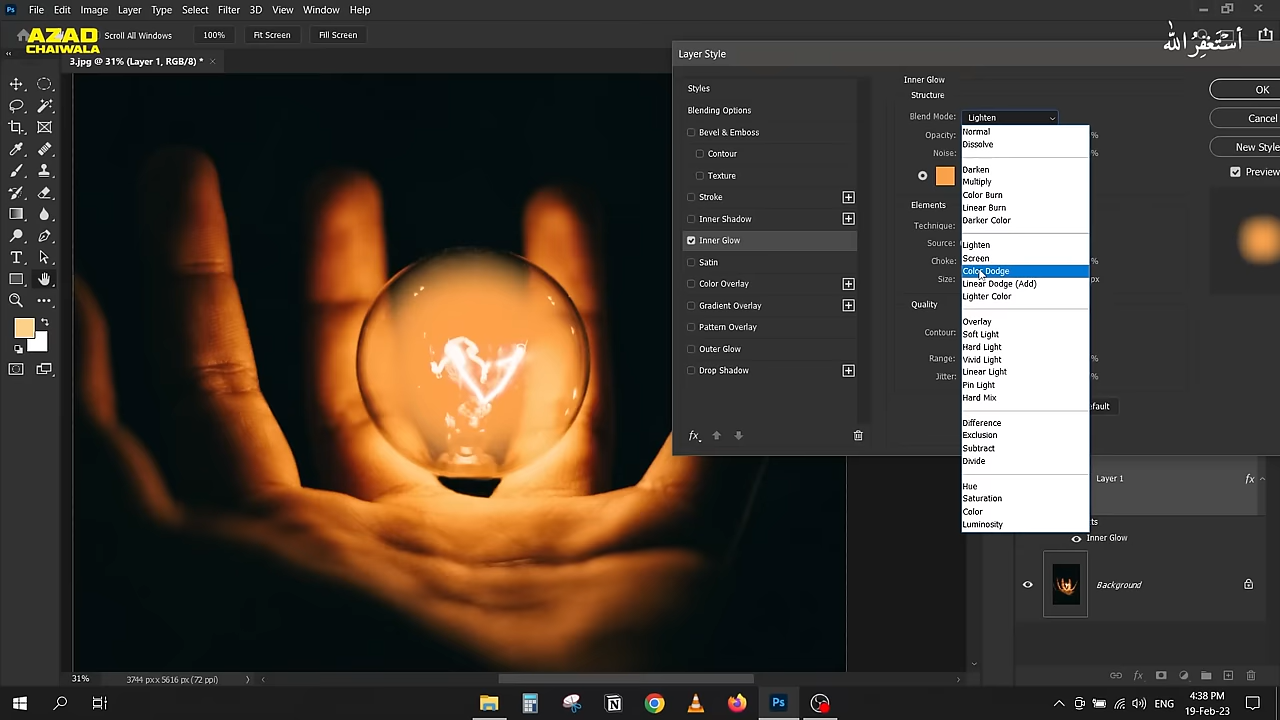 File Edit Image Layer Type Select Filter 3D View Window Help
AZAD
CHAIWALA
Scroll All Windows 100% Fit Screen Fill Screen
أستغفر الله
3.jpg @ 31% (Layer 1, RGB/8) *
Layer Style
Styles
Blending Options
Bevel & Emboss
Contour
Texture
Stroke
Inner Shadow
Inner Glow
Satin
Color Overlay
Gradient Overlay
Pattern Overlay
Outer Glow
Drop Shadow
fx
Inner Glow
Structure
Blend Mode: Lighten
Opacity: %
Noise: %
Elements
Technique:
Source:
Choke: %
Size: px
Quality
Contour:
Range: %
Jitter: %
efault
Normal
Dissolve
Darken
Multiply
Color Burn
Linear Burn
Darker Color
Lighten
Screen
Color Dodge
Linear Dodge (Add)
Lighter Color
Overlay
Soft Light
Hard Light
Vivid Light
Linear Light
Pin Light
Hard Mix
Difference
Exclusion
Subtract
Divide
Hue
Saturation
Color
Luminosity
OK
Cancel
New Style
Preview
Layer 1 fx
ts
Inner Glow
Background
fx
31% 3744 px x 5616 px (72 ppi)
Ps
ENG
4:38 PM
19-Feb-23